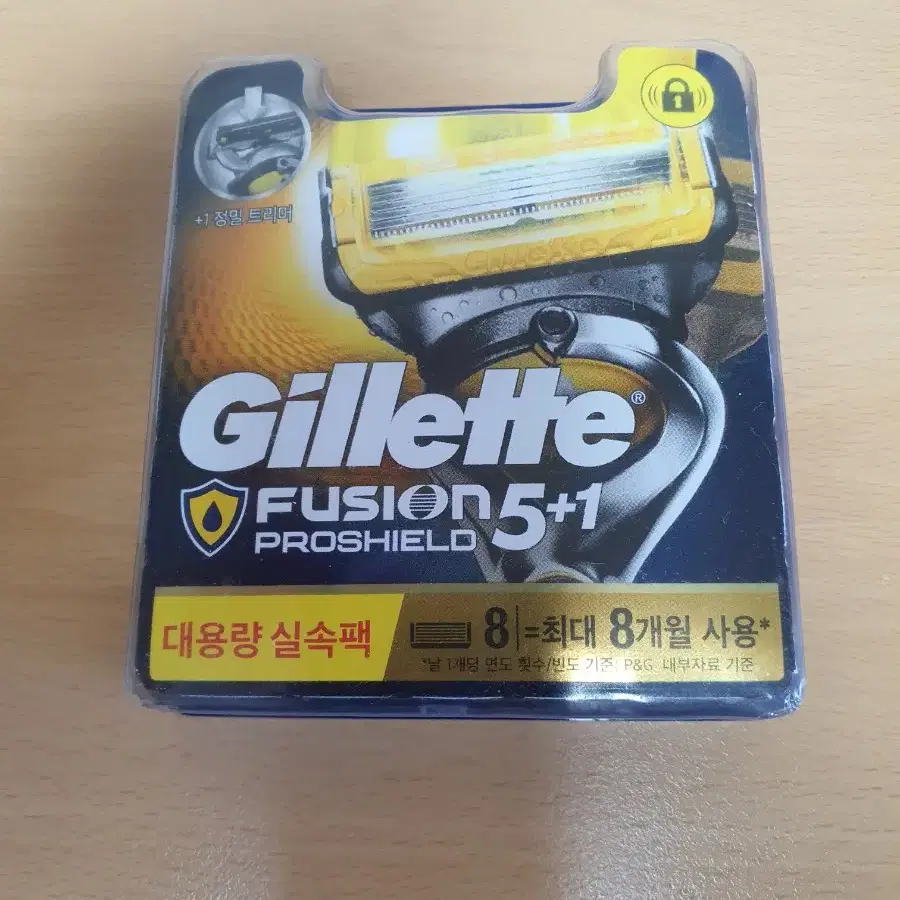 +1 정밀 트리머
Gillette
Gillette®
FUSION
PROSHIELD 5+1
대용량 실속팩
8 =최대 8개월 사용*
*날 1개당 면도 횟수/빈도 기준, P&G 내부자료 기준